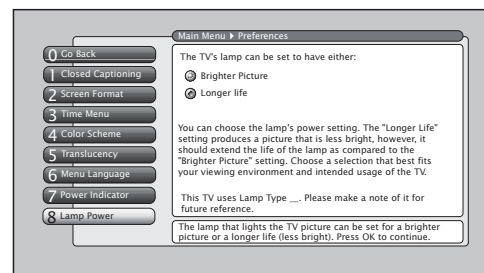 Main Menu Preferences
0 Go Back
1 Closed Captioning
2 Screen Format
3 Time Menu
4 Color Scheme
5 Translucency
6 Menu Language
7 Power Indicator
8 Lamp Power
The TV's lamp can be set to have either:
Brighter Picture
Longer life
You can choose the lamp's power setting. The "Longer Life"
setting produces a picture that is less bright, however, it
should extend the life of the lamp as compared to the
"Brighter Picture" setting. Choose a selection that best fits
your viewing environment and intended usage of the TV.
This TV uses Lamp Type __. Please make a note of it for
future reference.
The lamp that lights the TV picture can be set for a brighter
picture or a longer life (less bright). Press OK to continue.